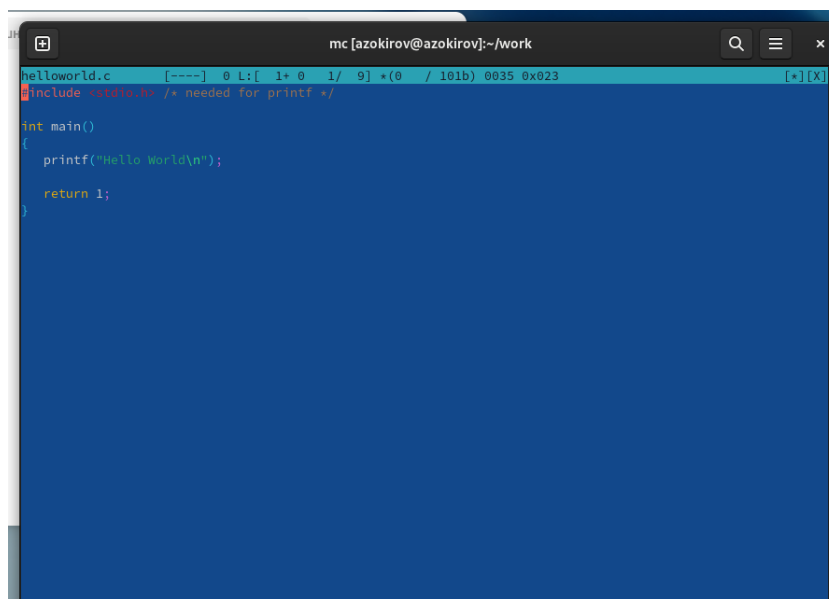 mc [azokirov@azokirov]:~/work
helloworld.c [----] 0 L:[ 1+ 0 1/ 9] *(0 / 101b) 0035 0x023 [*][X]
#include <stdio.h> /* needed for printf */
int main()
{
printf("Hello World\n");
return 1;
}